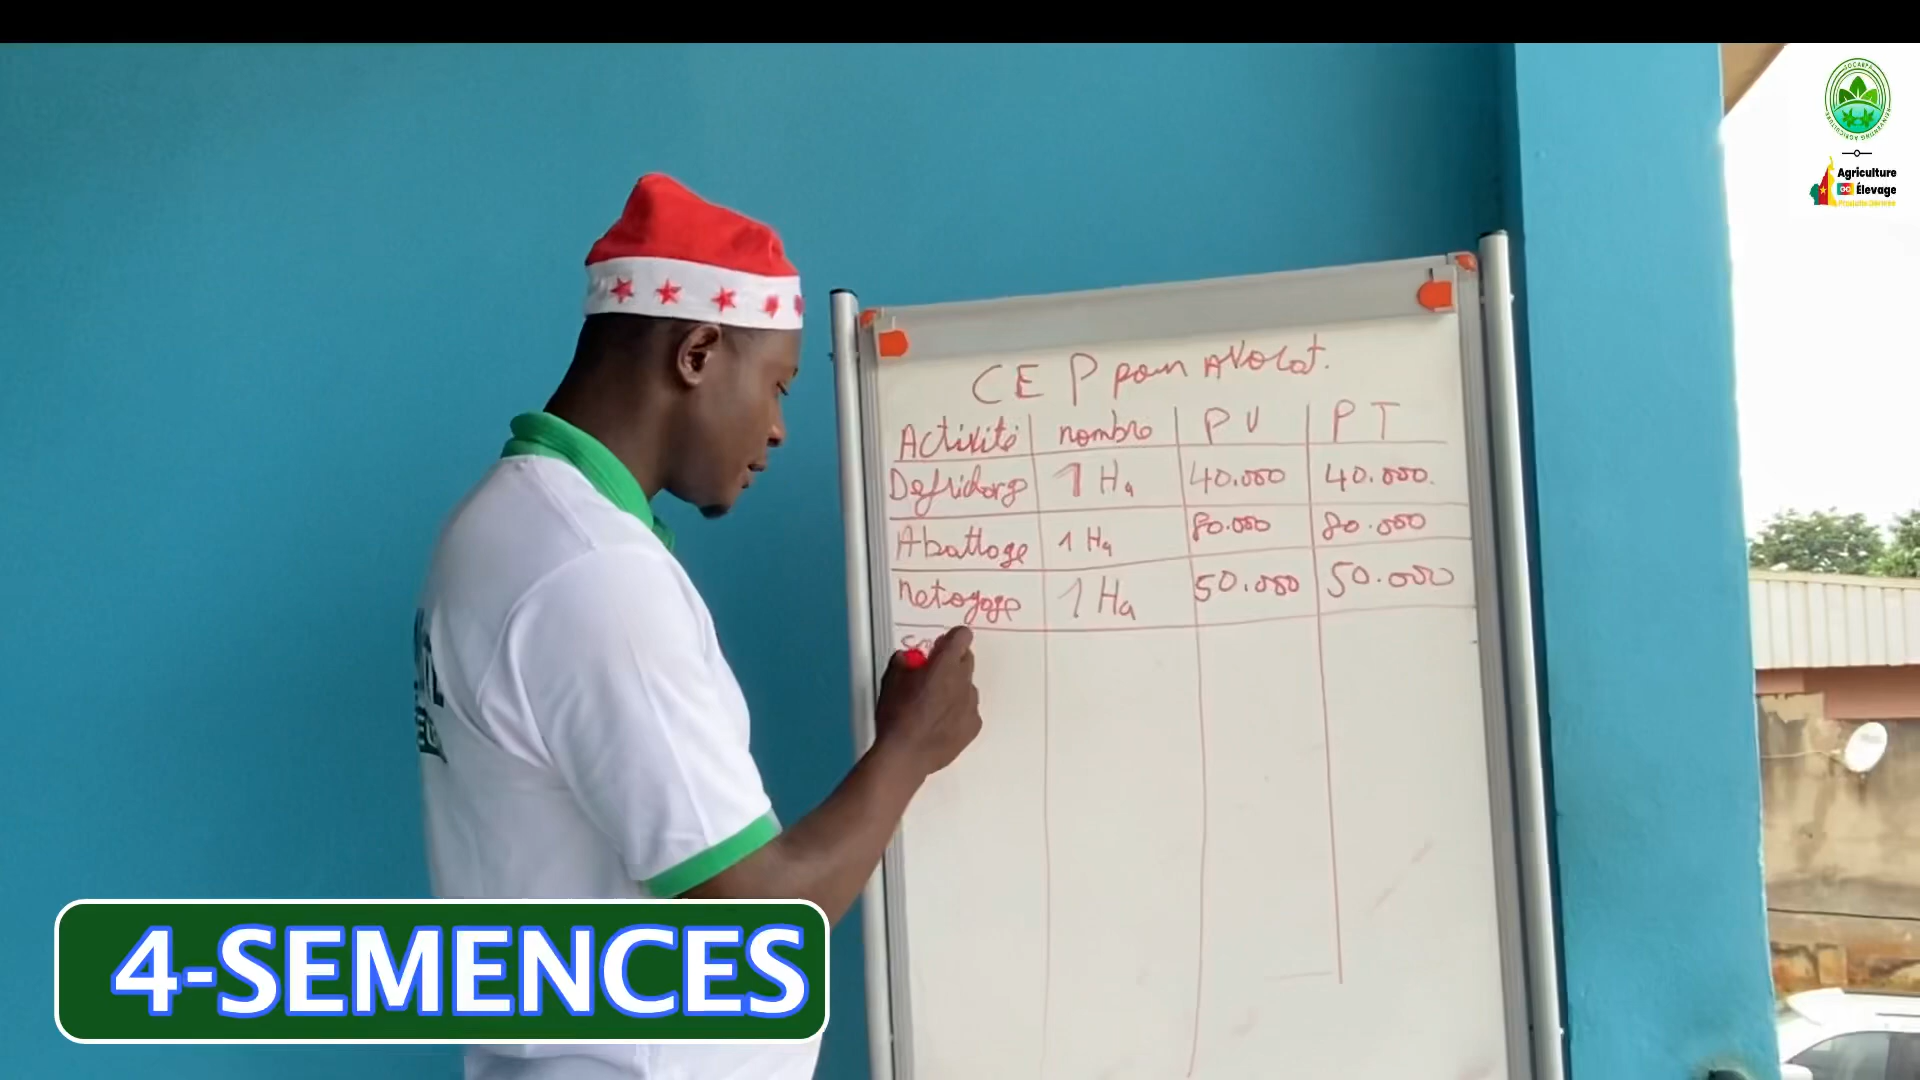 Agriculture
Élevage
CEP pour Avocat.
Activité nombre PU PT
Defrichage 1 Ha 40.000 40.000.
Abattage 1 Ha 80.000 80.000
netoyage 1 Ha 50.000 50.000
4-SEMENCES